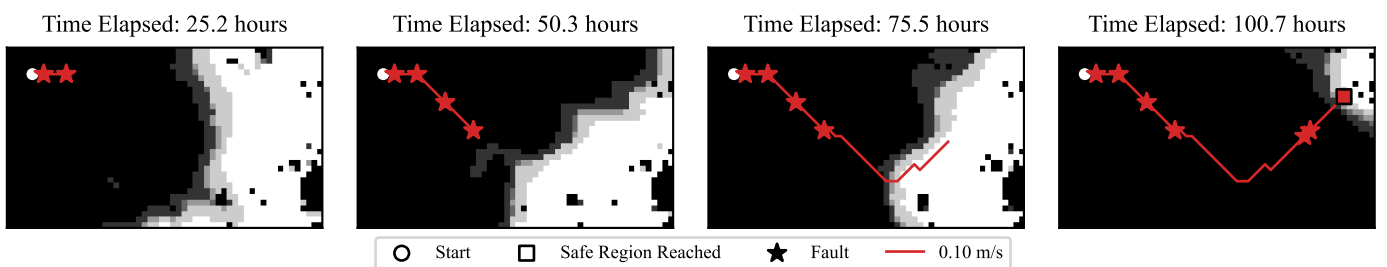 Time Elapsed: 25.2 hours
Time Elapsed: 50.3 hours
Time Elapsed: 75.5 hours
Time Elapsed: 100.7 hours
Start
Safe Region Reached
Fault
0.10 m/s